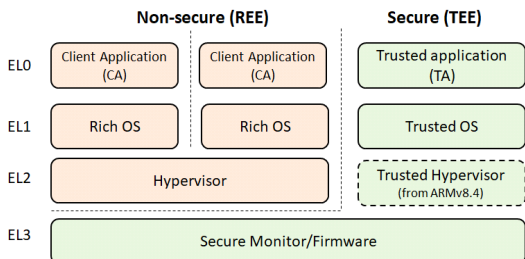 Non-secure (REE)
Secure (TEE)
EL0
Client Application
(CA)
Client Application
(CA)
Trusted application
(TA)
EL1
Rich OS
Rich OS
Trusted OS
EL2
Hypervisor
Trusted Hypervisor
(from ARMv8.4)
EL3
Secure Monitor/Firmware